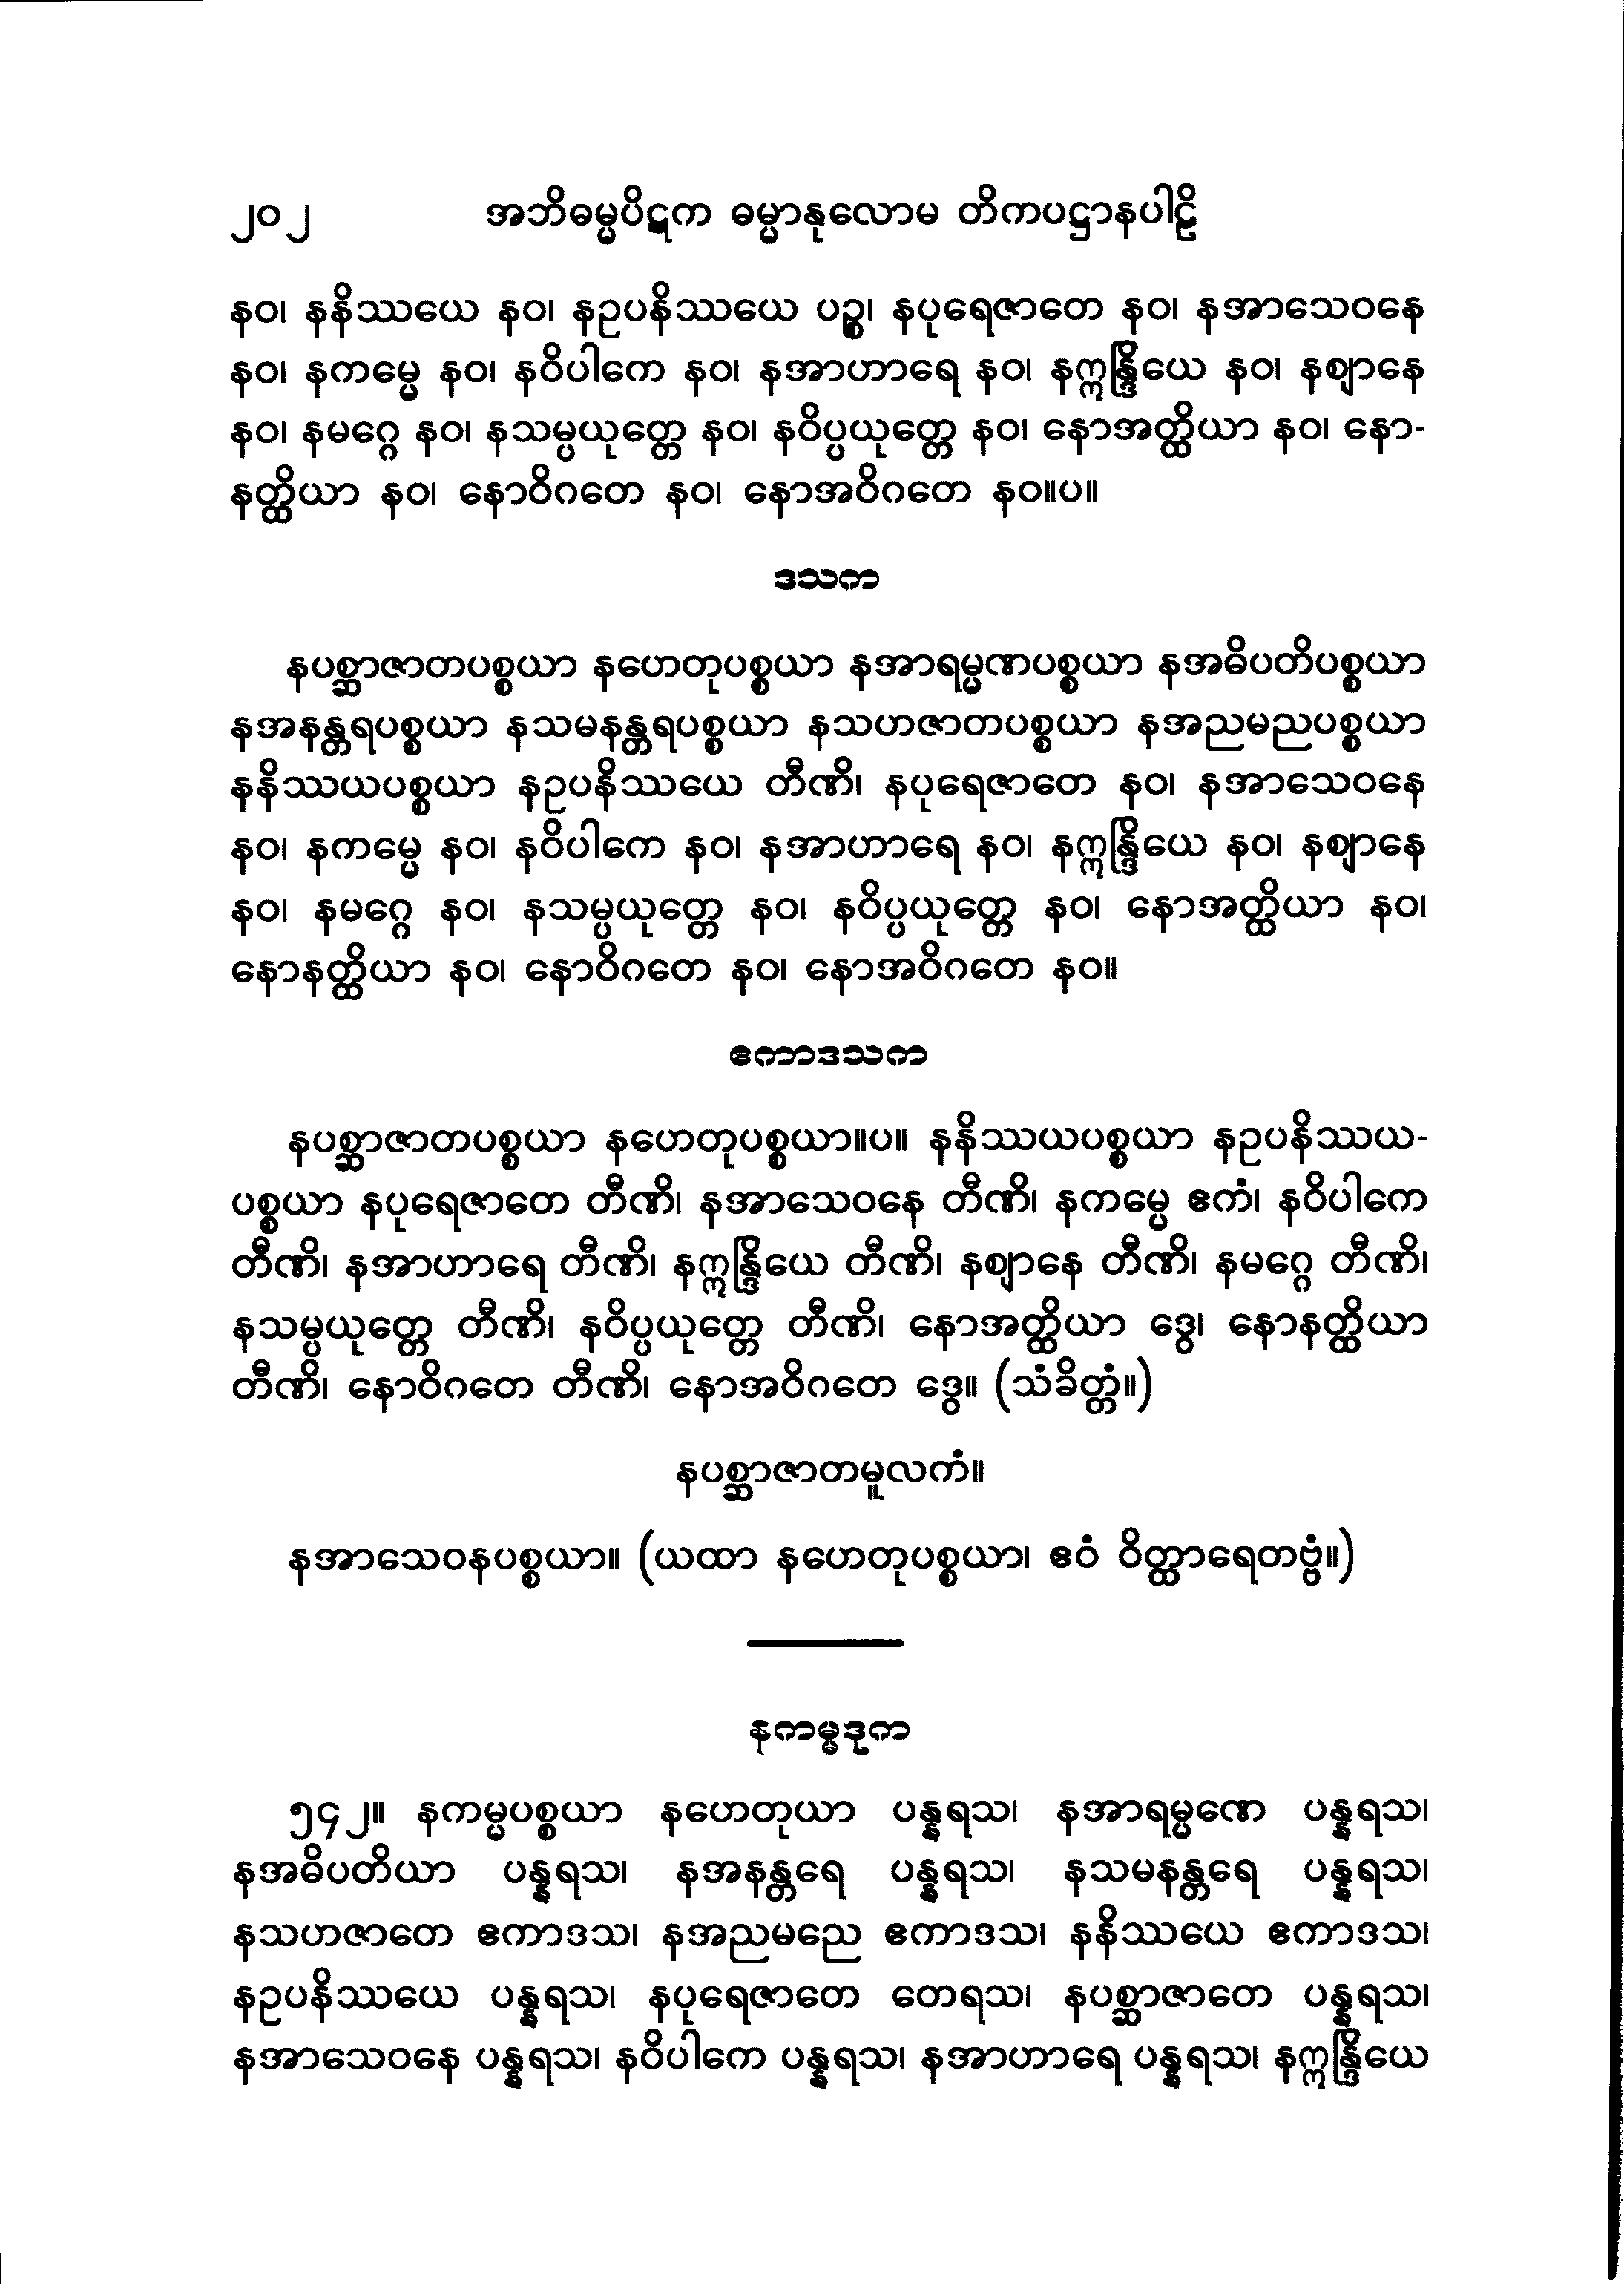 ၂၀၂ အဘိဓမ္မပိဋက ဓမ္မာနုလောမ တိကပဋ္ဌာနပါဠိ
နဝ၊ နနိဿယေ နဝ၊ နဥပနိဿယေ ပဉ္စ၊ နပုရေဇာတေ နဝ၊ နအာသေဝနေ
နဝ၊ နကမ္မေ နဝ၊ နဝိပါကေ နဝ၊ နအာဟာရေ နဝ၊ နဣန္ဒြိယေ နဝ၊ နဈာနေ
နဝ၊ နမဂ္ဂေ နဝ၊ နသမ္ပယုတ္တေ နဝ၊ နဝိပ္ပယုတ္တေ နဝ၊ နောအတ္ထိယာ နဝ၊ နော-
နတ္ထိယာ နဝ၊ နောဝိဂတေ နဝ၊ နောအဝိဂတေ နဝ။ပ။
ဒသက
နပစ္ဆာဇာတပစ္စယာ နဟေတုပစ္စယာ နအာရမ္မဏပစ္စယာ နအဓိပတိပစ္စယာ
နအနန္တရပစ္စယာ နသမနန္တရပစ္စယာ နသဟဇာတပစ္စယာ နအညမညပစ္စယာ
နနိဿယပစ္စယာ နဥပနိဿယေ တီဏိ၊ နပုရေဇာတေ နဝ၊ နအာသေဝနေ
နဝ၊ နကမ္မေ နဝ၊ နဝိပါကေ နဝ၊ နအာဟာရေ နဝ၊ နဣန္ဒြိယေ နဝ၊ နဈာနေ
နဝ၊ နမဂ္ဂေ နဝ၊ နသမ္ပယုတ္တေ နဝ၊ နဝိပ္ပယုတ္တေ နဝ၊ နောအတ္ထိယာ နဝ၊
နောနတ္ထိယာ နဝ၊ နောဝိဂတေ နဝ၊ နောအဝိဂတေ နဝ။
ဧကာဒသက
နပစ္ဆာဇာတပစ္စယာ နဟေတုပစ္စယာ။ပ။ နနိဿယပစ္စယာ နဥပနိဿယ-
ပစ္စယာ နပုရေဇာတေ တီဏိ၊ နအာသေဝနေ တီဏိ၊ နကမ္မေ ဧကံ၊ နဝိပါကေ
တီဏိ၊ နအာဟာရေ တီဏိ၊ နဣန္ဒြိယေ တီဏိ၊ နဈာနေ တီဏိ၊ နမဂ္ဂေ တီဏိ၊
နသမ္ပယုတ္တေ တီဏိ၊ နဝိပ္ပယုတ္တေ တီဏိ၊ နောအတ္ထိယာ ဒွေ၊ နောနတ္ထိယာ
တီဏိ၊ နောဝိဂတေ တီဏိ၊ နောအဝိဂတေ ဒွေ။ (သံခိတ္တံ။)
နပစ္ဆာဇာတမူလကံ။
နအာသေဝနပစ္စယာ။ (ယထာ နဟေတုပစ္စယာ၊ ဧဝံ ဝိတ္ထာရေတဗ္ဗံ။)
နကမ္မဒုက
၅၄၂။ နကမ္မပစ္စယာ နဟေတုယာ ပန္နရသ၊ နအာရမ္မဏေ ပန္နရသ၊
နအဓိပတိယာ ပန္နရသ၊ နအနန္တရေ ပန္နရသ၊ နသမနန္တရေ ပန္နရသ၊
နသဟဇာတေ ဧကာဒသ၊ နအညမညေ ဧကာဒသ၊ နနိဿယေ ဧကာဒသ၊
နဥပနိဿယေ ပန္နရသ၊ နပုရေဇာတေ တေရသ၊ နပစ္ဆာဇာတေ ပန္နရသ၊
နအာသေဝနေ ပန္နရသ၊ နဝိပါကေ ပန္နရသ၊ နအာဟာရေ ပန္နရသ၊ နဣန္ဒြိယေ